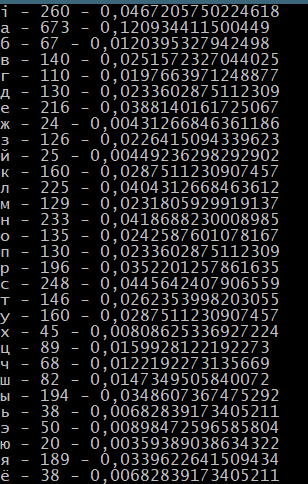 і - 260 - 0,0467205750224618
а - 673 - 0,120934411500449
б - 67 - 0,0120395327942498
в - 140 - 0,0251572327044025
г - 110 - 0,0197663971248877
д - 130 - 0,0233602875112309
е - 216 - 0,0388140161725067
ж - 24 - 0,00431266846361186
з - 126 - 0,0226415094339623
й - 25 - 0,00449236298292902
к - 160 - 0,0287511230907457
л - 225 - 0,0404312668463612
м - 129 - 0,0231805929919137
н - 233 - 0,0418688230008985
о - 135 - 0,0242587601078167
п - 130 - 0,0233602875112309
р - 196 - 0,0352201257861635
с - 248 - 0,0445642407906559
т - 146 - 0,0262353998203055
у - 160 - 0,0287511230907457
х - 45 - 0,00808625336927224
ц - 89 - 0,0159928122192273
ч - 68 - 0,0122192273135669
ш - 82 - 0,0147349505840072
ы - 194 - 0,0348607367475292
ь - 38 - 0,00682839173405211
э - 50 - 0,00898472596585804
ю - 20 - 0,00359389038634322
я - 189 - 0,0339622641509434
ё - 38 - 0,00682839173405211